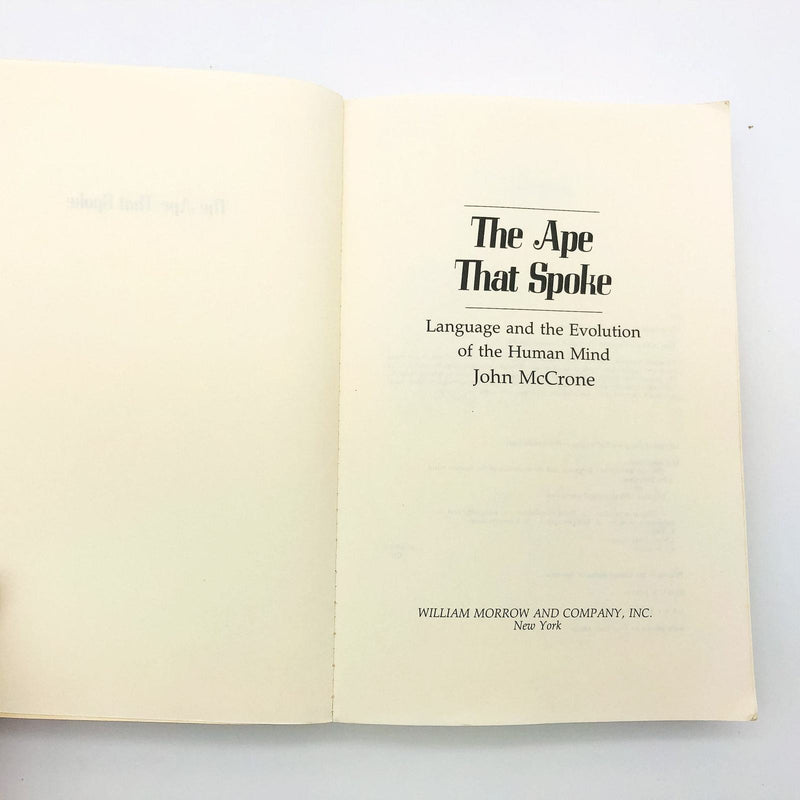 The Ape
That Spoke
Language and the Evolution
of the Human Mind
John McCrone
WILLIAM MORROW AND COMPANY, INC.
New York